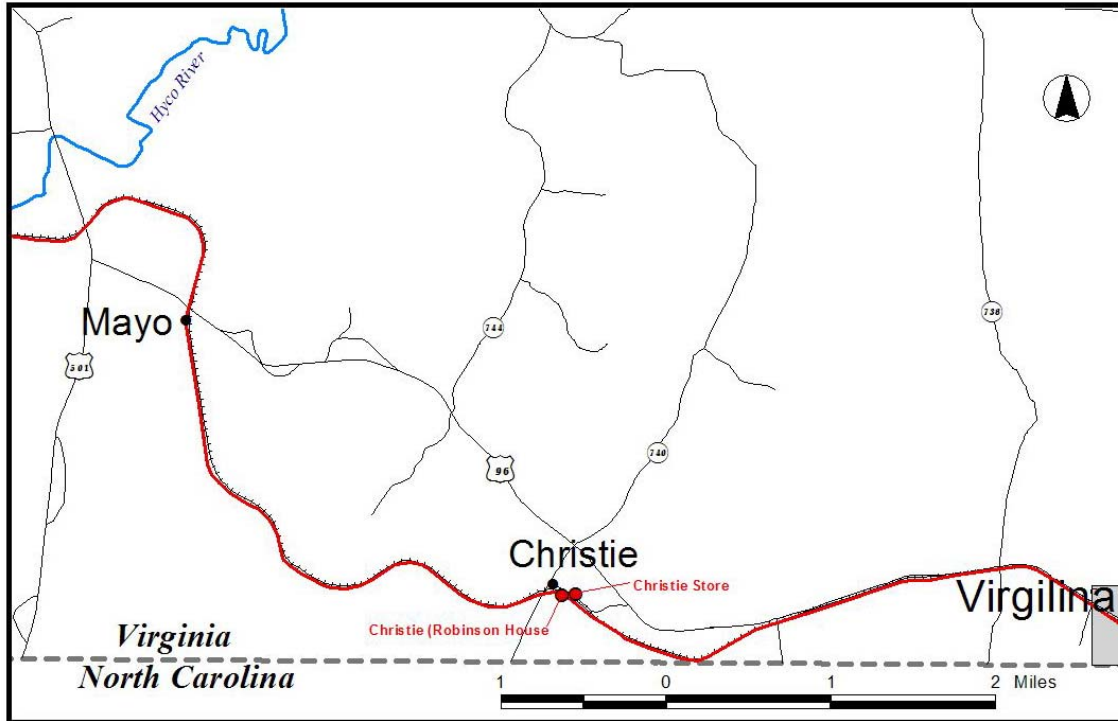 Hyco River
Mayo
501
744
738
740
96
Christie
Christie Store
Christie (Robinson House
Virgilina
Virginia
North Carolina
1 0 1 2 Miles